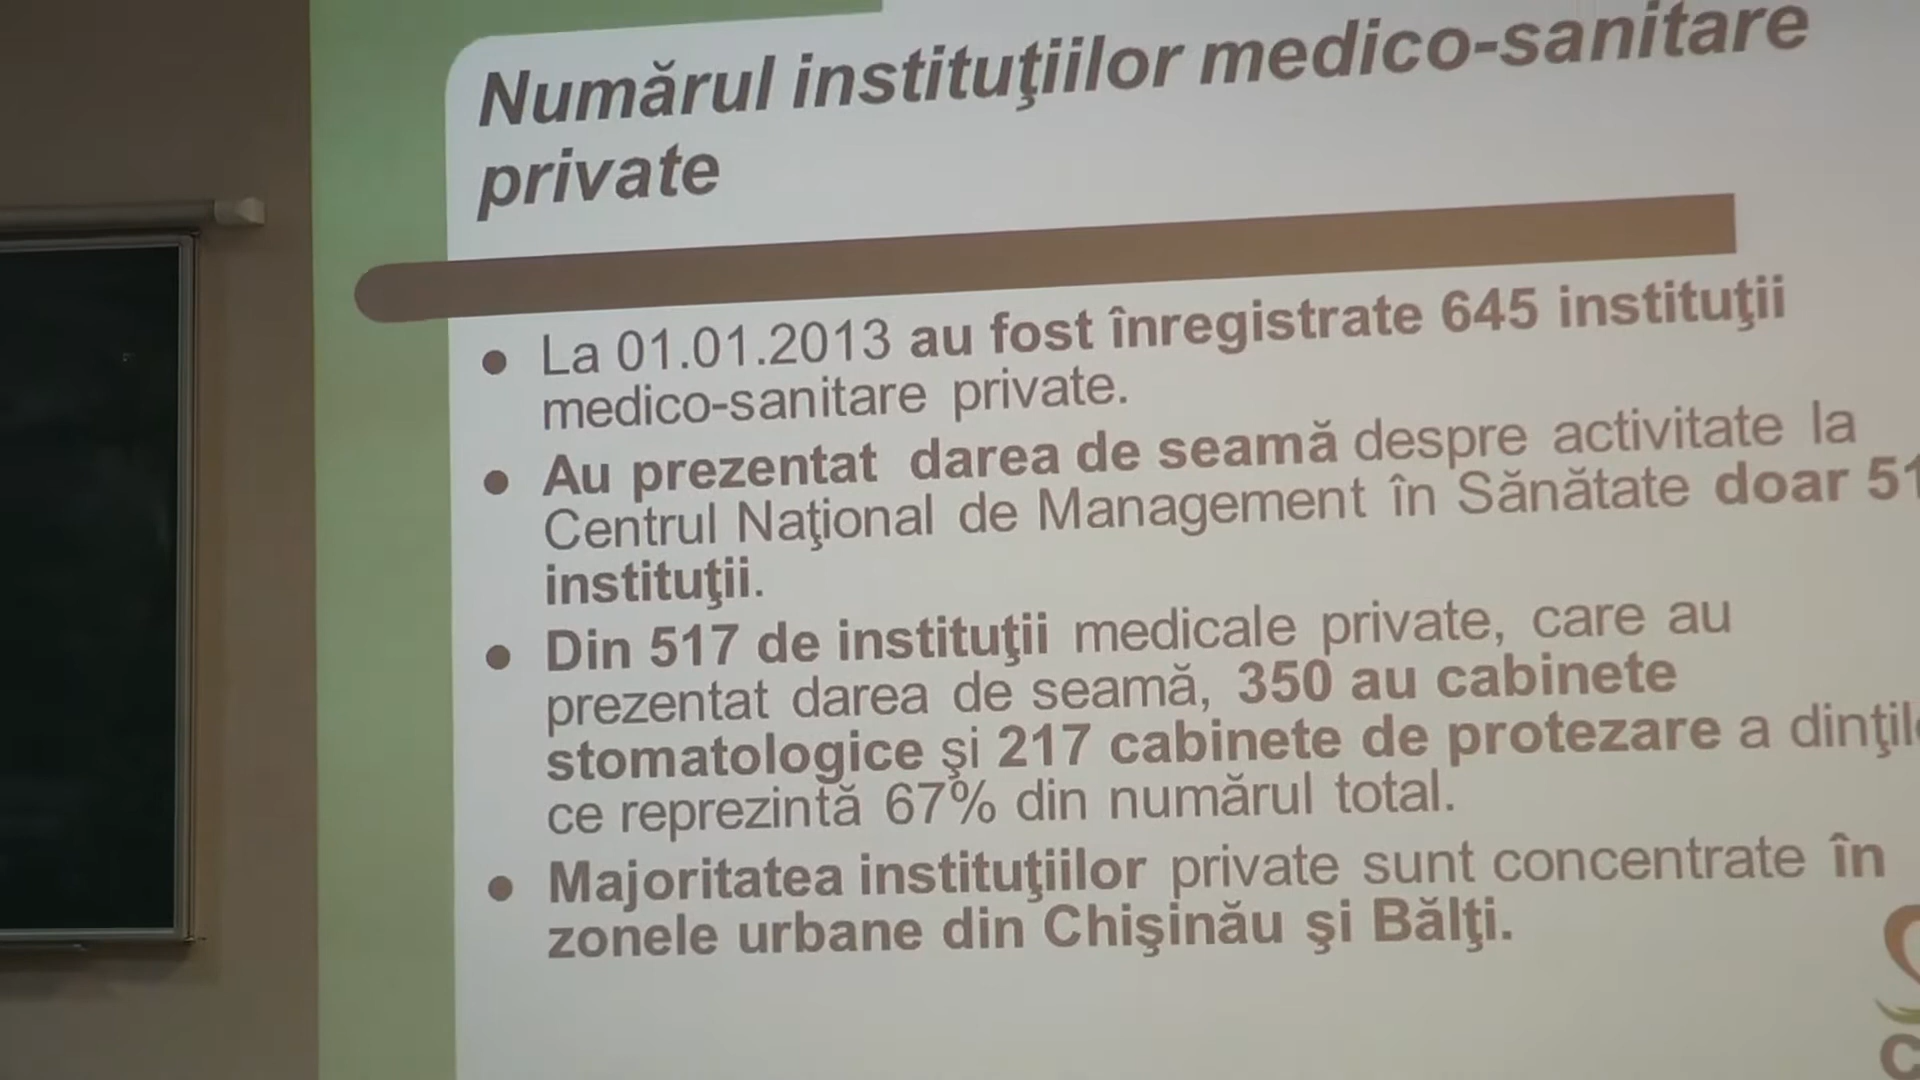 Numărul instituţiilor medico-sanitare
private
La 01.01.2013 au fost înregistrate 645 instituţii
medico-sanitare private.
Au prezentat darea de seamă despre activitate la
Centrul Naţional de Management în Sănătate doar
instituţii.
Din 517 de instituţii medicale private, care au
prezentat darea de seamă, 350 au cabinete
stomatologice şi 217 cabinete de protezare a
ce reprezintă 67% din numărul total.
Majoritatea instituţiilor private sunt concentrate în
zonele urbane din Chişinău şi Bălţi.